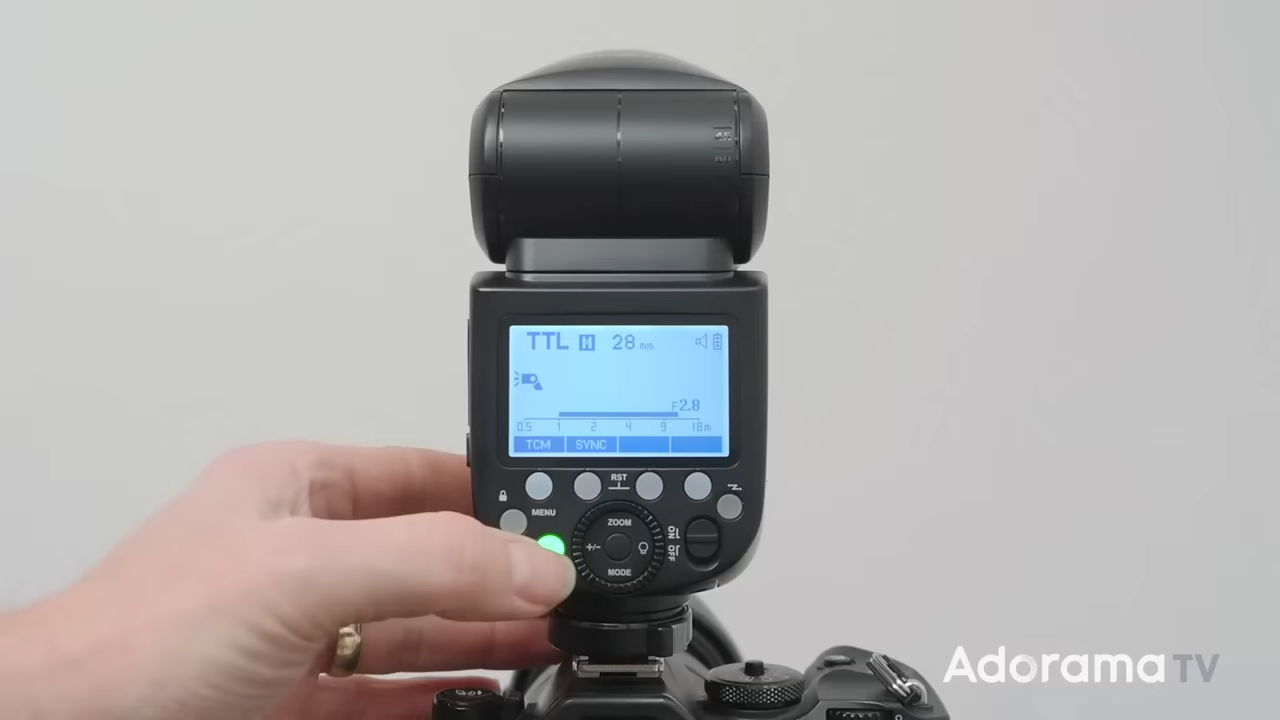 TTL M 28 mm
F2.8
0.5 1 2 4 9 18m
TCM SYNC
RST
MENU
ZOOM
+/-
ON
OFF
MODE
Adorama TV